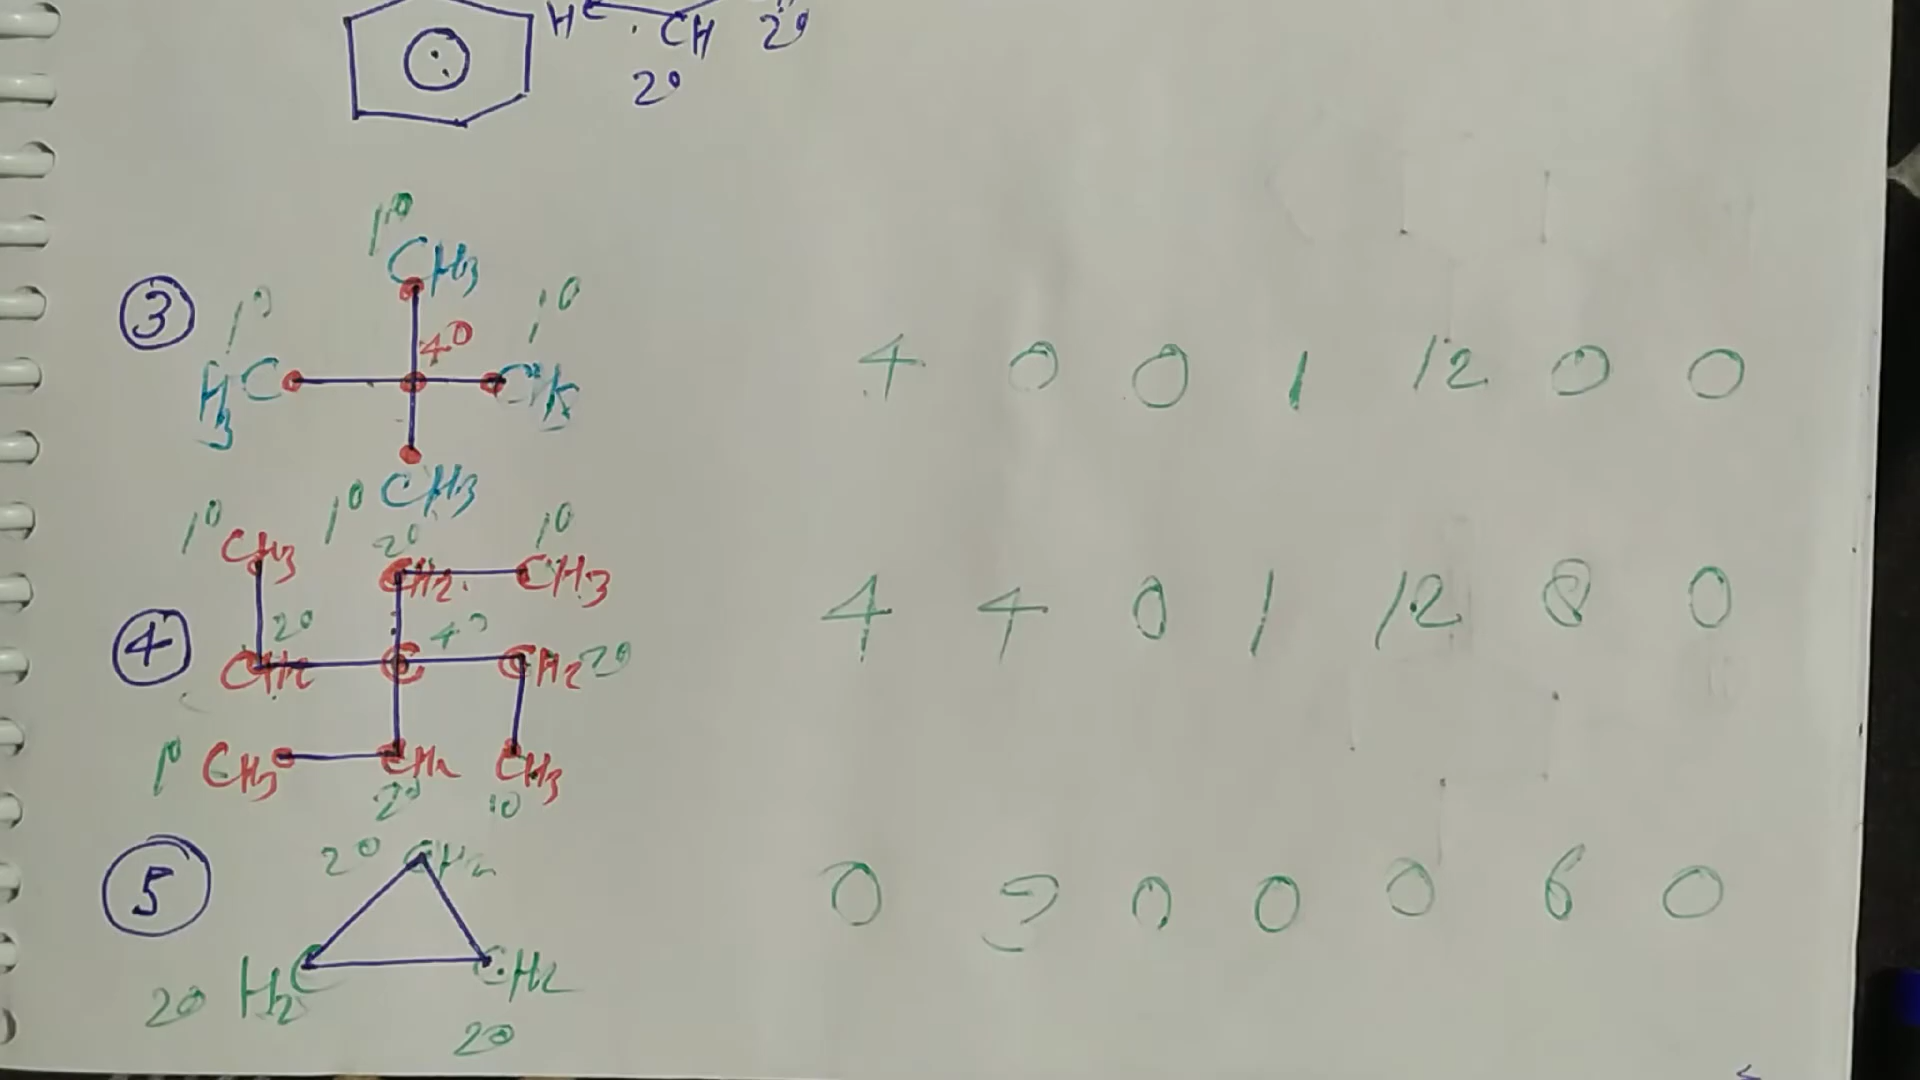 H C CH 2°
2°
1°
CH3
③ 1° 1°
4°
H3C CH3 4 0 0 1 12 0 0
1° CH3
1° CH3 2° 1°
CH2 CH3
④ 2° 4° 4 4 0 1 12 8 0
CH2 C CH2 2°
1° CH3 CH2 CH3
2° 1°
⑤ 2° CH2 0 3 0 0 0 6 0
2° H2C CH2
2°